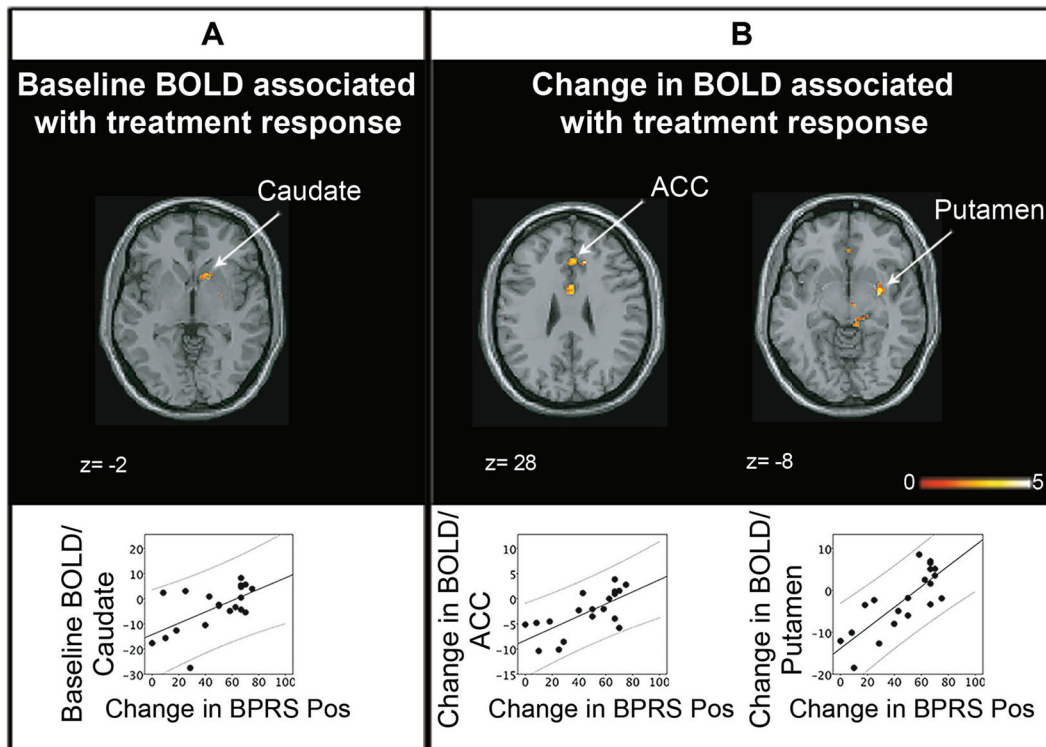 A
B
Baseline BOLD associated
with treatment response
Change in BOLD associated
with treatment response
Caudate
ACC
Putamen
z= -2
z= 28
z= -8
0
5
Baseline BOLD/
Caudate
20
10
0
-10
-20
-30
0 20 40 60 80 100
Change in BPRS Pos
Change in BOLD/
ACC
10
5
0
-5
-10
-15
0 20 40 60 80 100
Change in BPRS Pos
Change in BOLD/
Putamen
10
0
-10
-20
0 20 40 60 80 100
Change in BPRS Pos